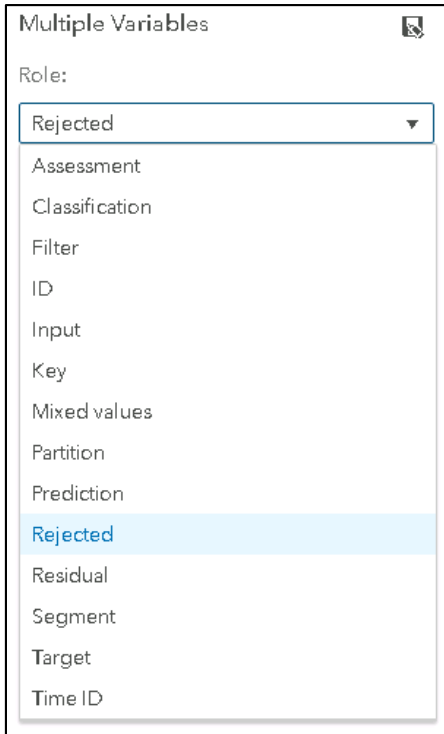 Multiple Variables
Role:
Rejected
Assessment
Classification
Filter
ID
Input
Key
Mixed values
Partition
Prediction
Rejected
Residual
Segment
Target
Time ID